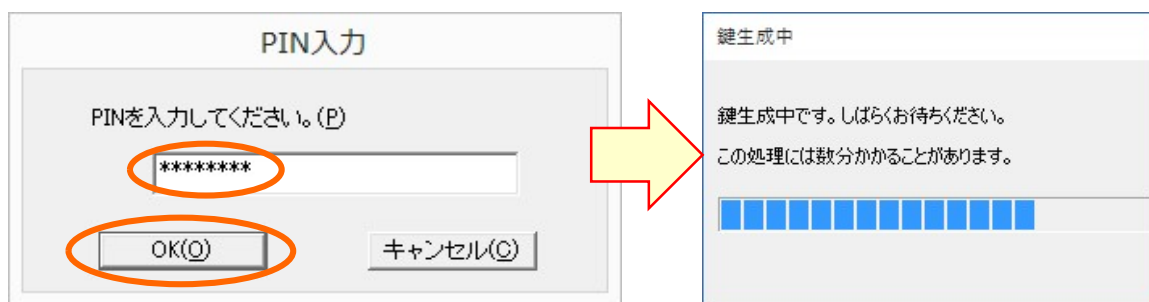 PIN入力
PINを入力してください。(P)
********
OK(O)
キャンセル(C)
鍵生成中
鍵生成中です。しばらくお待ちください。
この処理には数分かかることがあります。